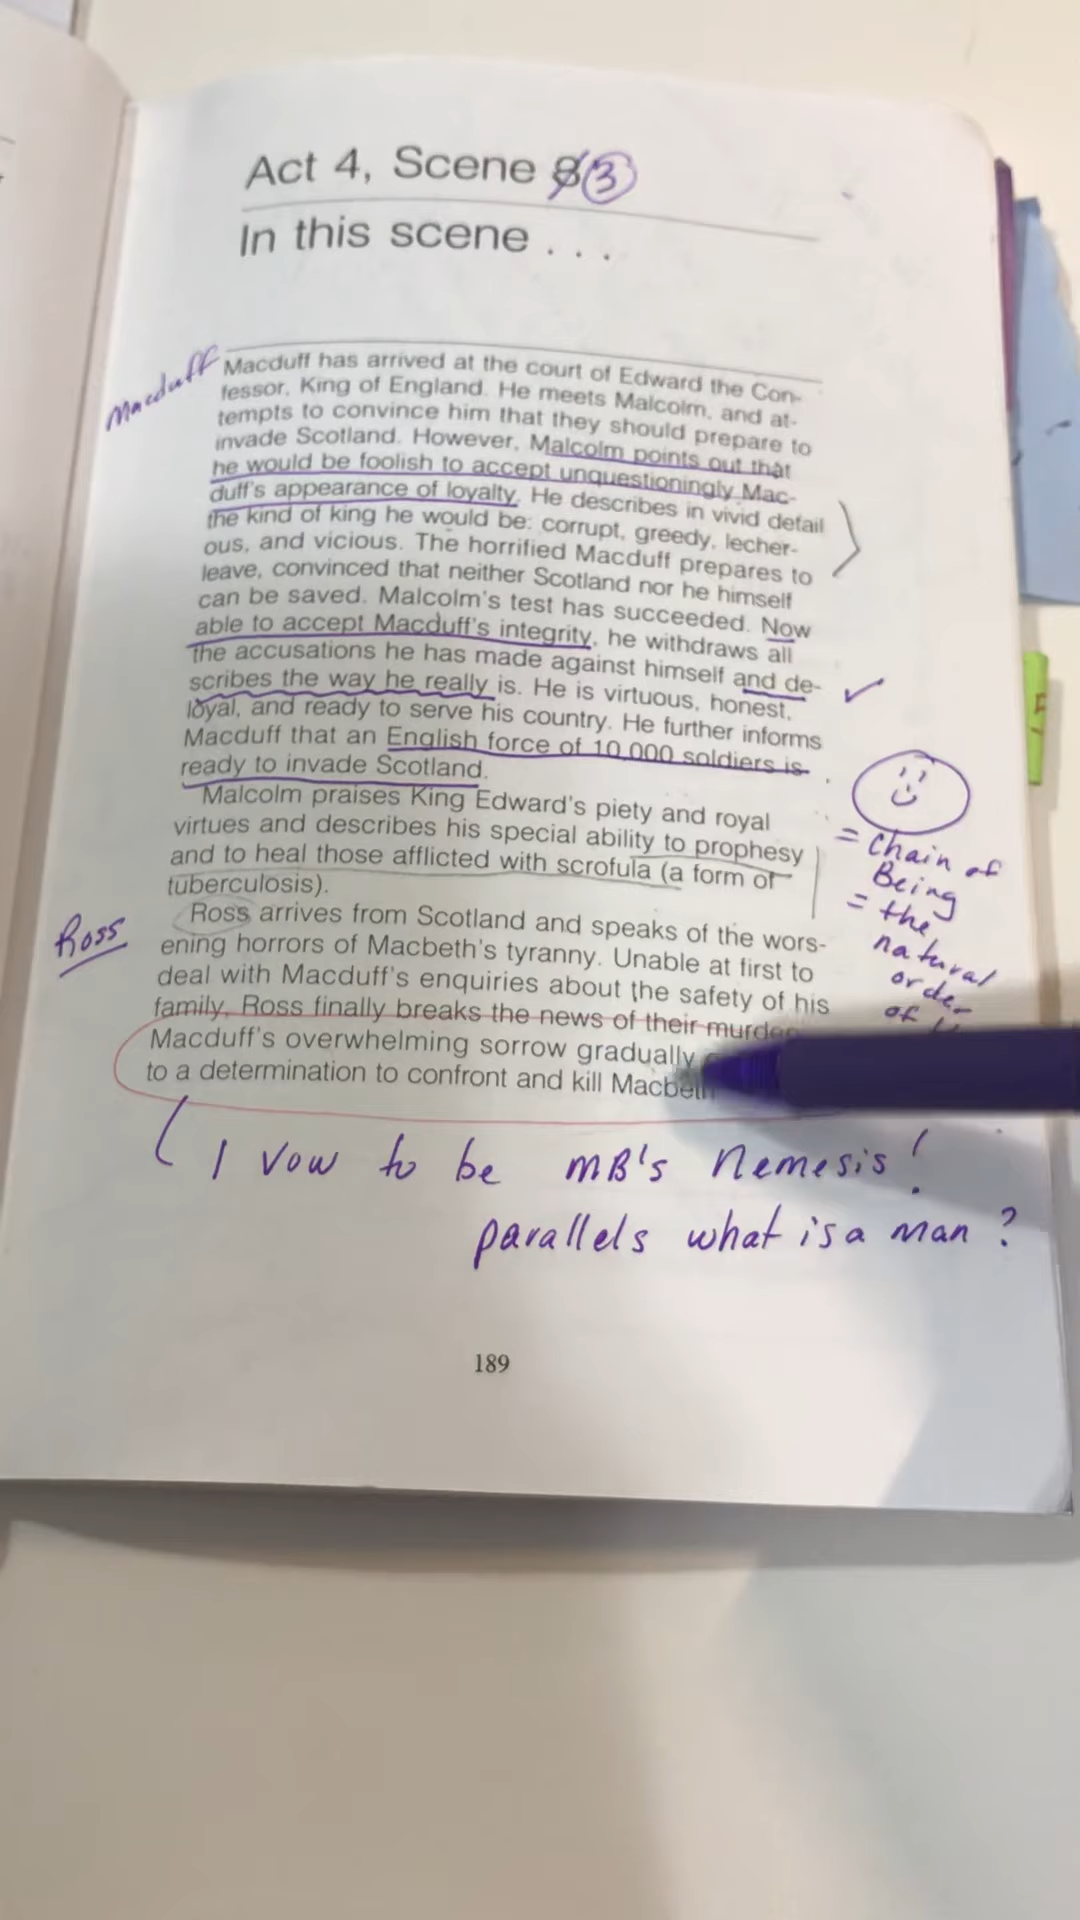 Act 4, Scene 8 3
In this scene . . .
Macduff
Macduff has arrived at the court of Edward the Con-
fessor, King of England. He meets Malcolm, and at-
tempts to convince him that they should prepare to
invade Scotland. However, Malcolm points out that
he would be foolish to accept unquestioningly Mac-
duff's appearance of loyalty. He describes in vivid detail
the kind of king he would be: corrupt, greedy, lecher-
ous, and vicious. The horrified Macduff prepares to
leave, convinced that neither Scotland nor he himself
can be saved. Malcolm's test has succeeded. Now
able to accept Macduff's integrity, he withdraws all
the accusations he has made against himself and de-
scribes the way he really is. He is virtuous, honest,
loyal, and ready to serve his country. He further informs
Macduff that an English force of 10,000 soldiers is
ready to invade Scotland.
Malcolm praises King Edward's piety and royal
virtues and describes his special ability to prophesy
and to heal those afflicted with scrofula (a form of
tuberculosis).
= Chain of
Being
= the
natural
order
of
Ross
Ross arrives from Scotland and speaks of the wors-
ening horrors of Macbeth's tyranny. Unable at first to
deal with Macduff's enquiries about the safety of his
family, Ross finally breaks the news of their murder
Macduff's overwhelming sorrow gradually
to a determination to confront and kill Macbeth
I vow to be MB's Nemesis!
parallels what is a man?
189